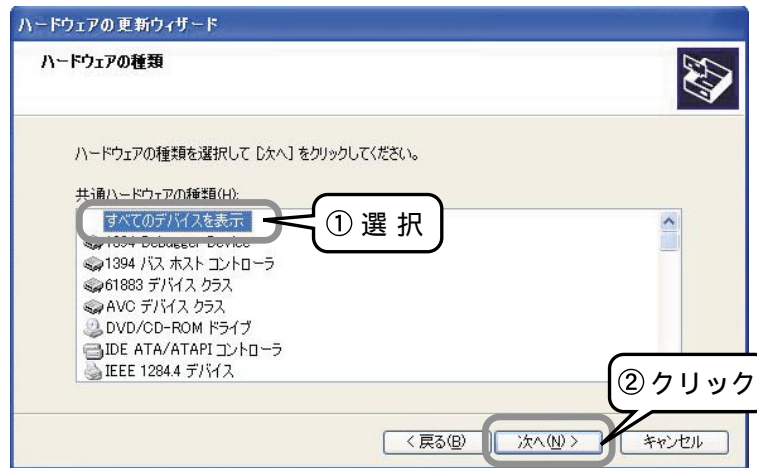 ハードウェアの更新ウィザード
ハードウェアの種類
ハードウェアの種類を選択して [次へ] をクリックしてください。
共通ハードウェアの種類(H):
すべてのデバイスを表示
① 選 択
1394 Debugger Device
1394 バス ホスト コントローラ
61883 デバイス クラス
AVC デバイス クラス
DVD/CD-ROM ドライブ
IDE ATA/ATAPI コントローラ
IEEE 1284.4 デバイス
② クリック
< 戻る(B)
次へ(N) >
キャンセル